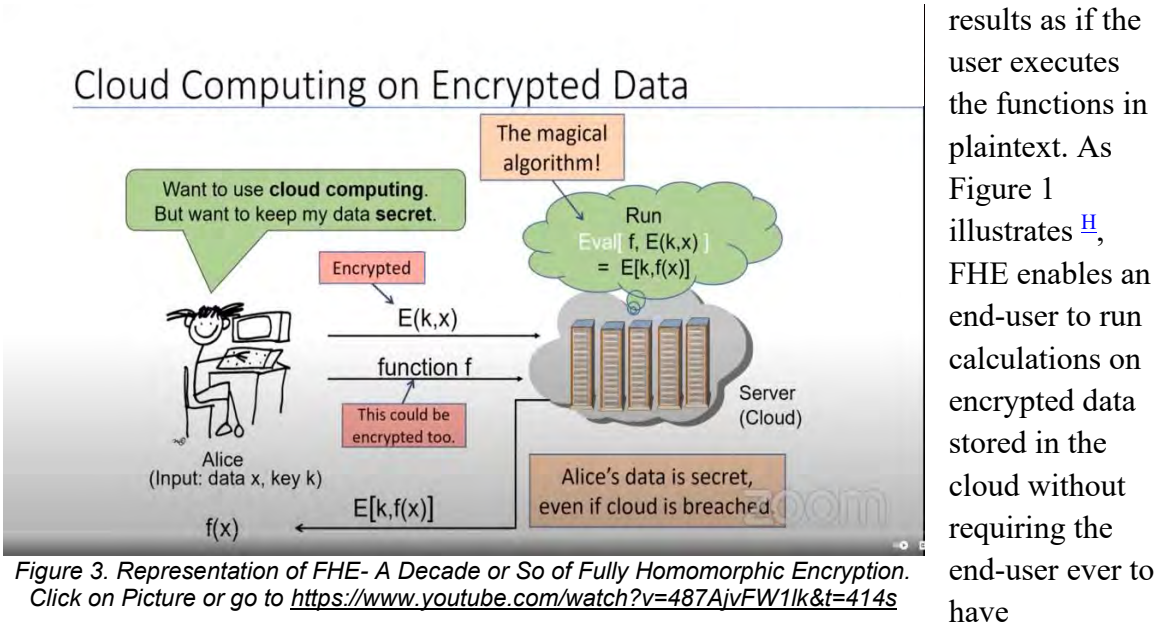 Cloud Computing on Encrypted Data
The magical
algorithm!
Want to use cloud computing.
But want to keep my data secret.
Run
Eval[ f, E(k,x) ]
= E[k,f(x)]
Encrypted
E(k,x)
function f
This could be
encrypted too.
Server
(Cloud)
Alice
(Input: data x, key k)
Alice's data is secret,
even if cloud is breached.
zoom
E[k,f(x)]
f(x)
Figure 3. Representation of FHE- A Decade or So of Fully Homomorphic Encryption.
Click on Picture or go to https://www.youtube.com/watch?v=487AjvFW1lk&t=414s
results as if the
user executes
the functions in
plaintext. As
Figure 1
illustrates H,
FHE enables an
end-user to run
calculations on
encrypted data
stored in the
cloud without
requiring the
end-user ever to
have